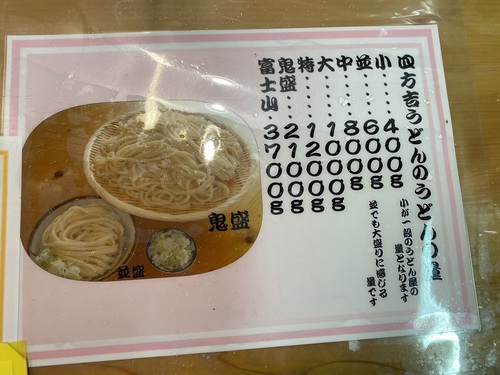 四方吉うどんのうどんの量
小・・・・・400g
小が一般のうどん屋の
量となります
並・・・・・600g
並でも大盛りに感じる
量です
中・・・・・800g
大・・・・・1000g
特・・・・・1200g
鬼盛・・・・2100g
富士山・・3700g
鬼盛
並盛